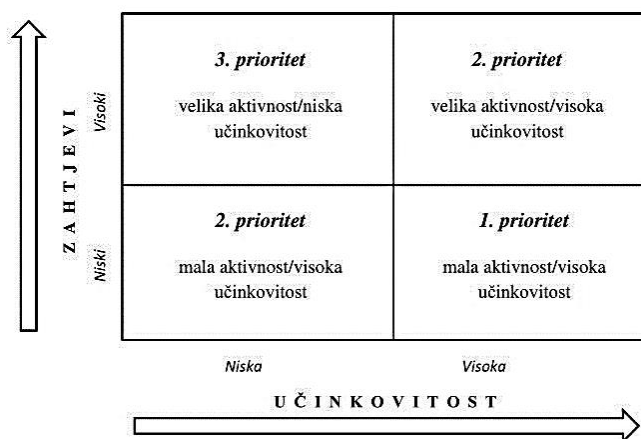 3. prioritet
velika aktivnost/niska
učinkovitost
2. prioritet
velika aktivnost/visoka
učinkovitost
2. prioritet
mala aktivnost/visoka
učinkovitost
1. prioritet
mala aktivnost/visoka
učinkovitost
ZAHTJEVI
Visoki
Niski
Niska
Visoka
UČINKOVITOST